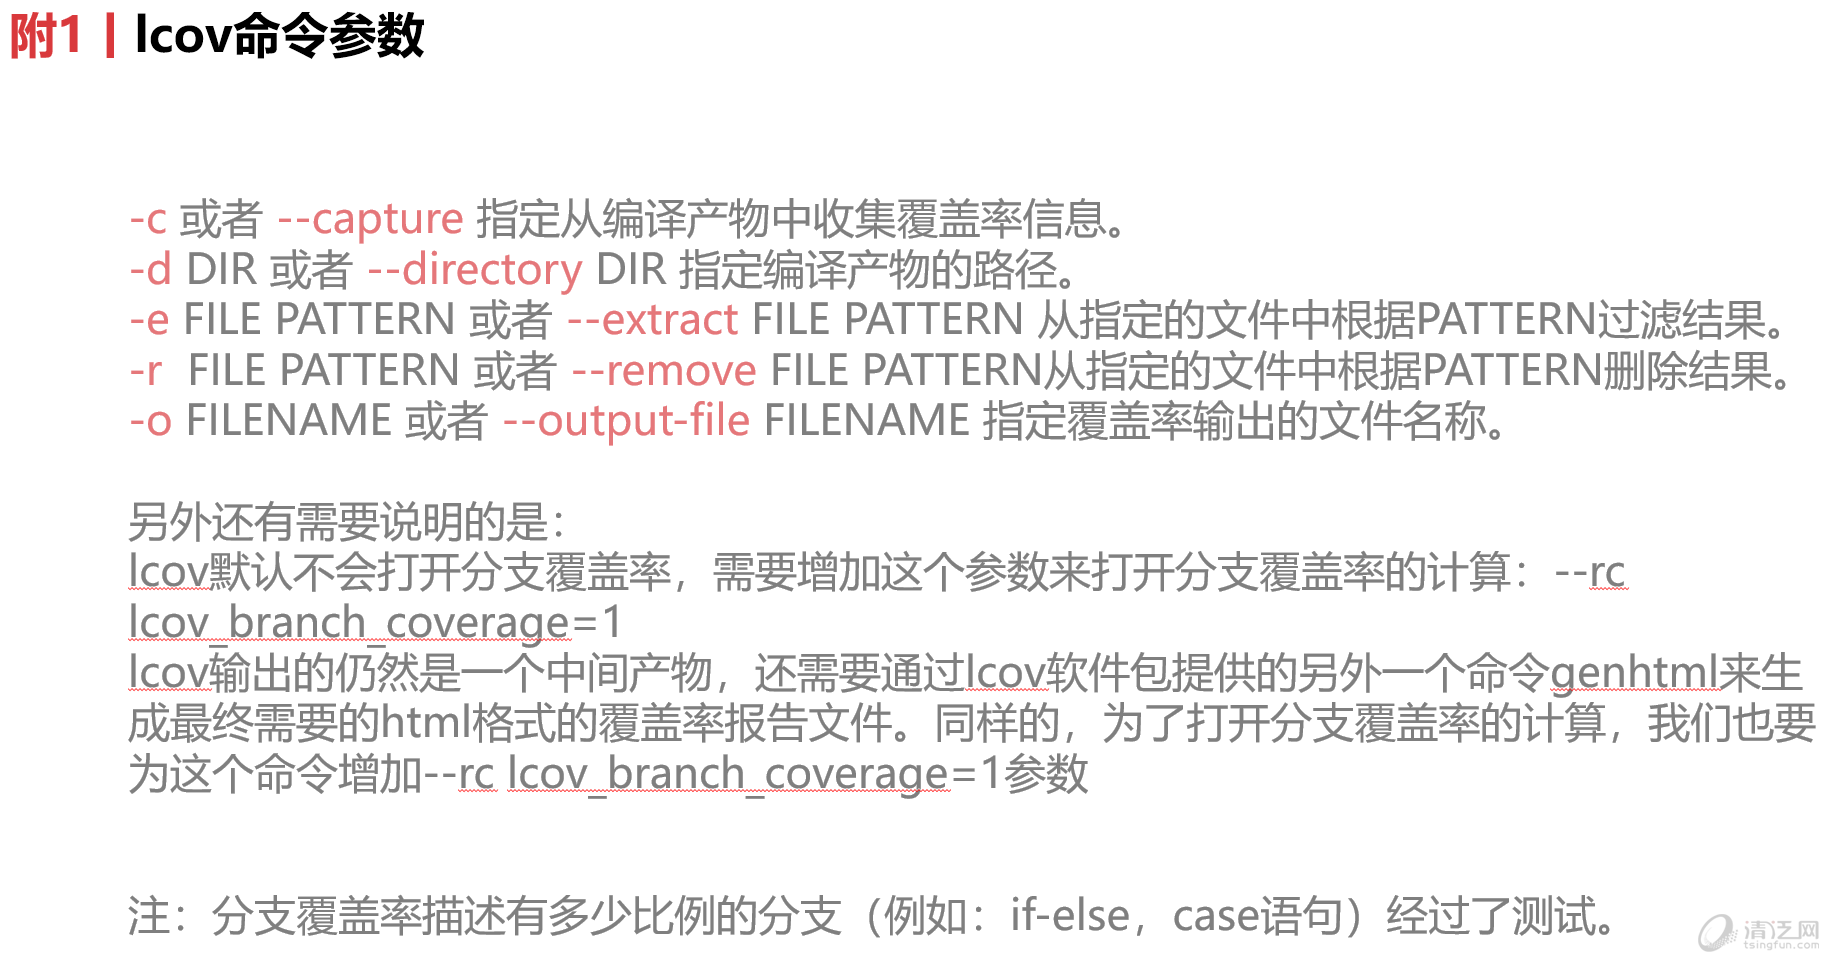 附1 | lcov命令参数
-c 或者 --capture 指定从编译产物中收集覆盖率信息。
-d DIR 或者 --directory DIR 指定编译产物的路径。
-e FILE PATTERN 或者 --extract FILE PATTERN 从指定的文件中根据PATTERN过滤结果。
-r  FILE PATTERN 或者 --remove FILE PATTERN从指定的文件中根据PATTERN删除结果。
-o FILENAME 或者 --output-file FILENAME 指定覆盖率输出的文件名称。
另外还有需要说明的是：
lcov默认不会打开分支覆盖率，需要增加这个参数来打开分支覆盖率的计算：--rc
lcov_branch_coverage=1
lcov输出的仍然是一个中间产物，还需要通过lcov软件包提供的另外一个命令genhtml来生
成最终需要的html格式的覆盖率报告文件。同样的，为了打开分支覆盖率的计算，我们也要
为这个命令增加--rc lcov_branch_coverage=1参数
注：分支覆盖率描述有多少比例的分支（例如：if-else，case语句）经过了测试。
清泛网
tsingfun.com